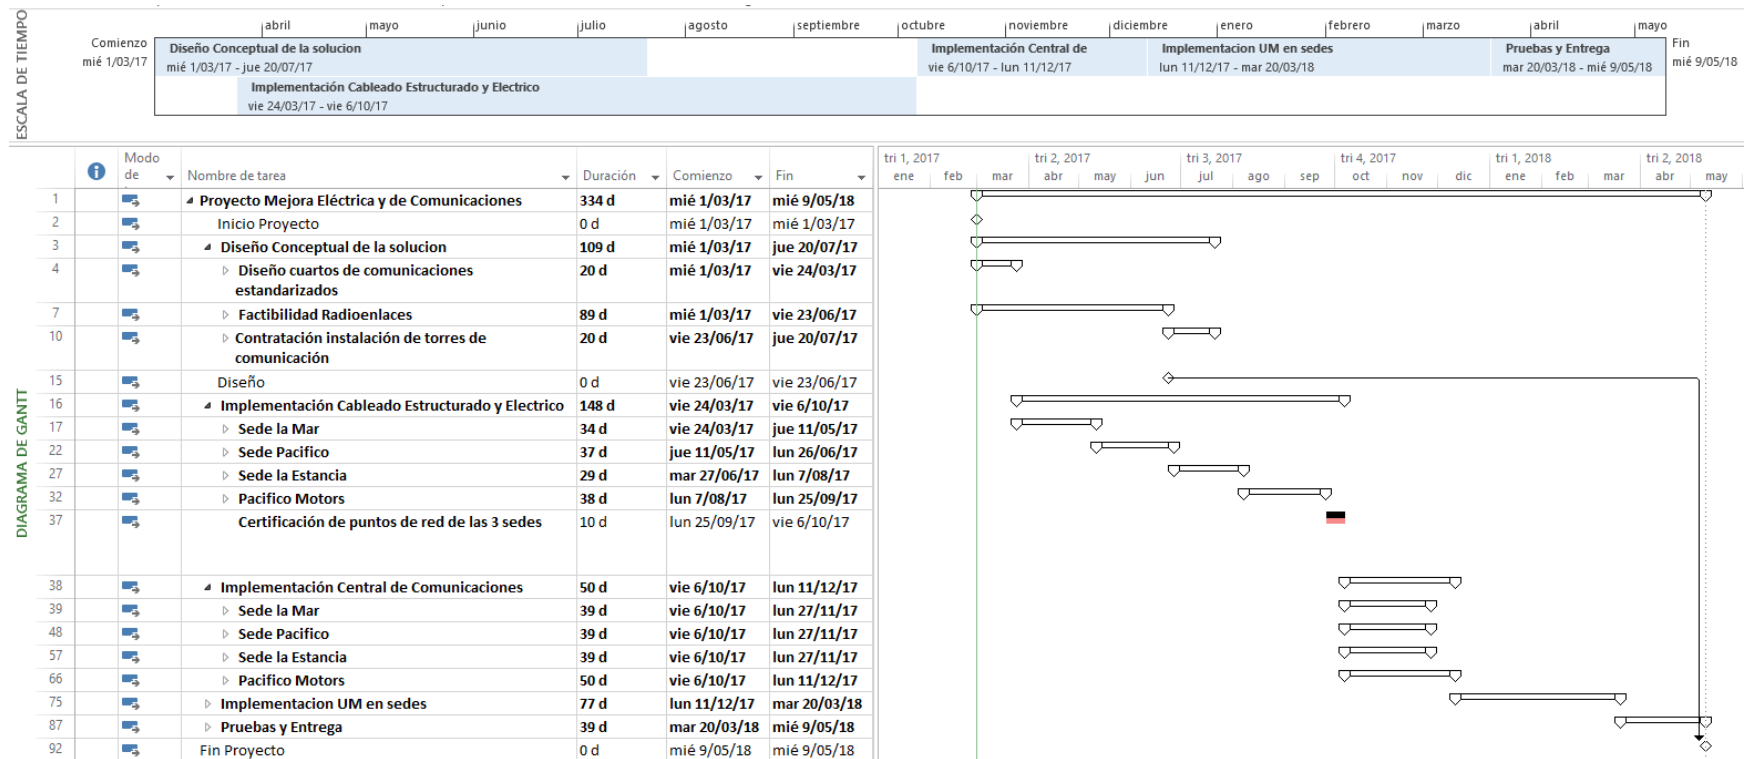 ESCALA DE TIEMPO
abril mayo junio julio agosto septiembre octubre noviembre diciembre enero febrero marzo abril mayo
Comienzo
mié 1/03/17
Diseño Conceptual de la solucion
mié 1/03/17 - jue 20/07/17
Implementación Central de
vie 6/10/17 - lun 11/12/17
Implementacion UM en sedes
lun 11/12/17 - mar 20/03/18
Pruebas y Entrega
mar 20/03/18 - mié 9/05/18
Fin
mié 9/05/18
Implementación Cableado Estructurado y Electrico
vie 24/03/17 - vie 6/10/17
DIAGRAMA DE GANTT
Modo
de Nombre de tarea Duración Comienzo Fin
tri 1, 2017 tri 2, 2017 tri 3, 2017 tri 4, 2017 tri 1, 2018 tri 2, 2018
ene feb mar abr may jun jul ago sep oct nov dic ene feb mar abr may
1 Proyecto Mejora Eléctrica y de Comunicaciones 334 d mié 1/03/17 mié 9/05/18
2 Inicio Proyecto 0 d mié 1/03/17 mié 1/03/17
3 Diseño Conceptual de la solucion 109 d mié 1/03/17 jue 20/07/17
4 Diseño cuartos de comunicaciones 20 d mié 1/03/17 vie 24/03/17
estandarizados
7 Factibilidad Radioenlaces 89 d mié 1/03/17 vie 23/06/17
10 Contratación instalación de torres de 20 d vie 23/06/17 jue 20/07/17
comunicación
15 Diseño 0 d vie 23/06/17 vie 23/06/17
16 Implementación Cableado Estructurado y Electrico 148 d vie 24/03/17 vie 6/10/17
17 Sede la Mar 34 d vie 24/03/17 jue 11/05/17
22 Sede Pacifico 37 d jue 11/05/17 lun 26/06/17
27 Sede la Estancia 29 d mar 27/06/17 lun 7/08/17
32 Pacifico Motors 38 d lun 7/08/17 lun 25/09/17
37 Certificación de puntos de red de las 3 sedes 10 d lun 25/09/17 vie 6/10/17
38 Implementación Central de Comunicaciones 50 d vie 6/10/17 lun 11/12/17
39 Sede la Mar 39 d vie 6/10/17 lun 27/11/17
48 Sede Pacifico 39 d vie 6/10/17 lun 27/11/17
57 Sede la Estancia 39 d vie 6/10/17 lun 27/11/17
66 Pacifico Motors 50 d vie 6/10/17 lun 11/12/17
75 Implementacion UM en sedes 77 d lun 11/12/17 mar 20/03/18
87 Pruebas y Entrega 39 d mar 20/03/18 mié 9/05/18
92 Fin Proyecto 0 d mié 9/05/18 mié 9/05/18